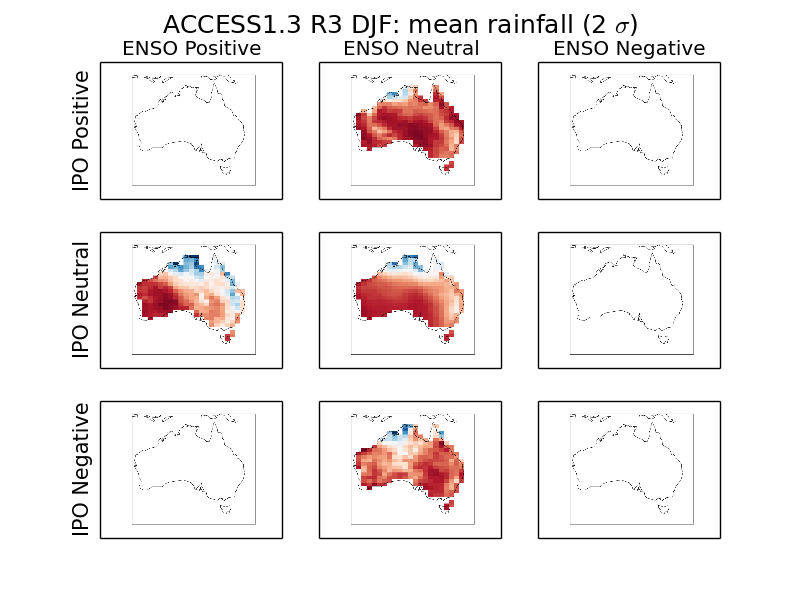 ACCESS1.3 R3 DJF: mean rainfall (2 σ)
ENSO Positive
ENSO Neutral
ENSO Negative
IPO Positive
IPO Neutral
IPO Negative